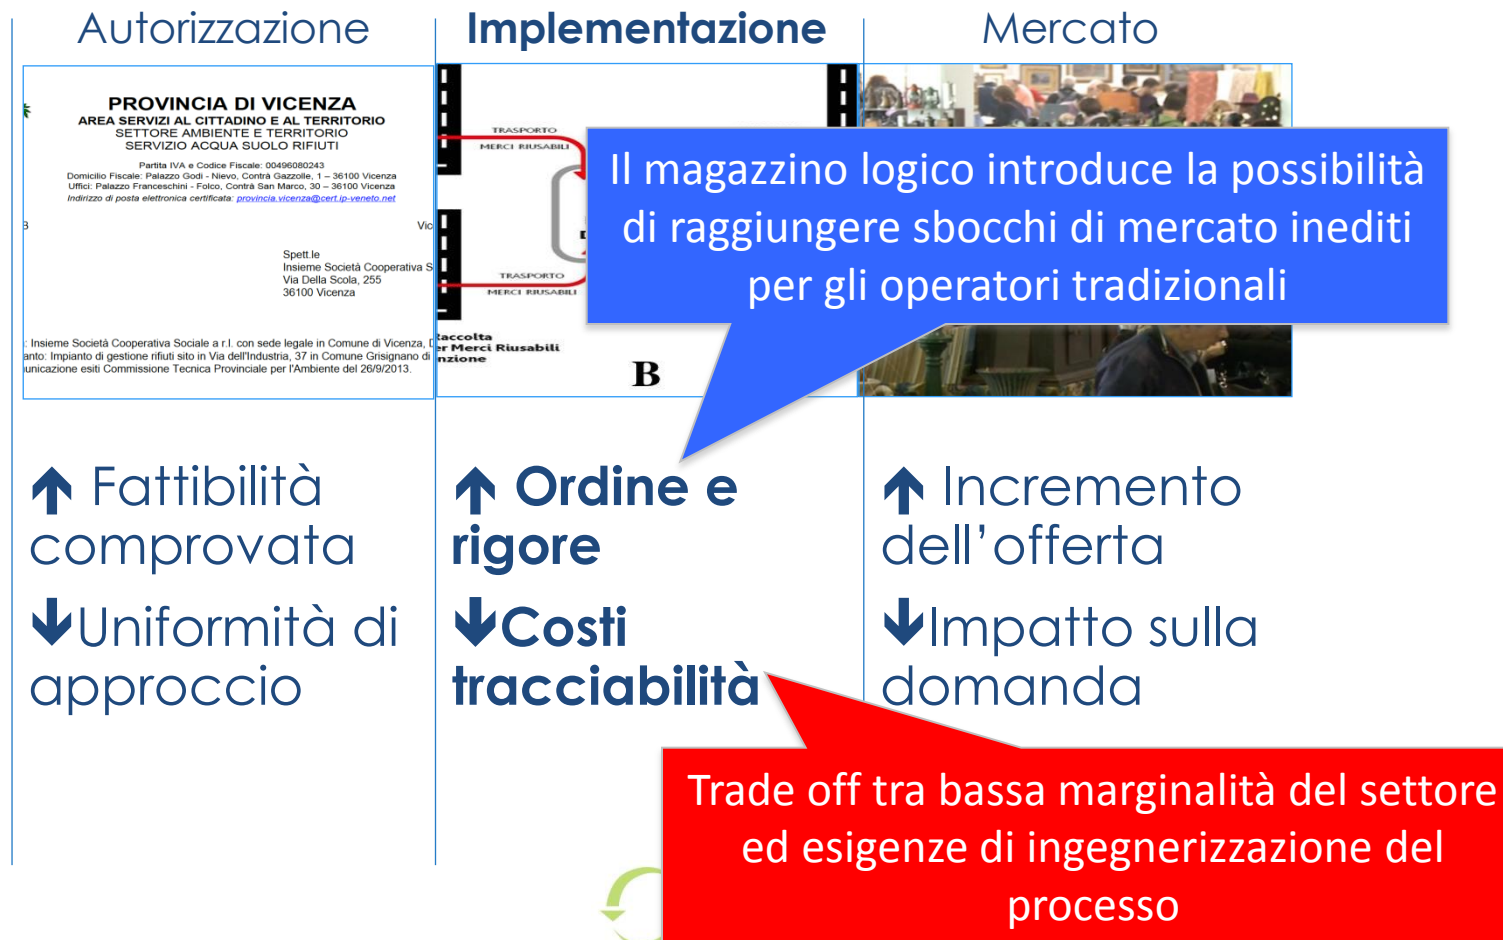 Autorizzazione
Implementazione
Mercato
PROVINCIA DI VICENZA
AREA SERVIZI AL CITTADINO E AL TERRITORIO
SETTORE AMBIENTE E TERRITORIO
SERVIZIO ACQUA SUOLO RIFIUTI
Partita IVA e Codice Fiscale: 00496080243
Domicilio Fiscale: Palazzo Godi - Nievo, Contrà Gazzolle, 1 – 36100 Vicenza
Uffici: Palazzo Franceschini - Folco, Contrà San Marco, 30 – 36100 Vicenza
Indirizzo di posta elettronica certificata: provincia.vicenza@cert.ip-veneto.net
Vic
Spett.le
Insieme Società Cooperativa S
Via Della Scola, 255
36100 Vicenza
: Insieme Società Cooperativa Sociale a r.l. con sede legale in Comune di Vicenza,
anto: Impianto di gestione rifiuti sito in Via dell'Industria, 37 in Comune Grisignano di
unicazione esiti Commissione Tecnica Provinciale per l'Ambiente del 26/9/2013.
TRASPORTO
MERCI RIUSABILI
TRASPORTO
MERCI RIUSABILI
Raccolta
er Merci Riusabili
nzione
B
Il magazzino logico introduce la possibilità
di raggiungere sbocchi di mercato inediti
per gli operatori tradizionali
↑ Fattibilità
comprovata
↓Uniformità di
approccio
↑ Ordine e
rigore
↓Costi
tracciabilità
↑ Incremento
dell’offerta
↓Impatto sulla
domanda
Trade off tra bassa marginalità del settore
ed esigenze di ingegnerizzazione del
processo